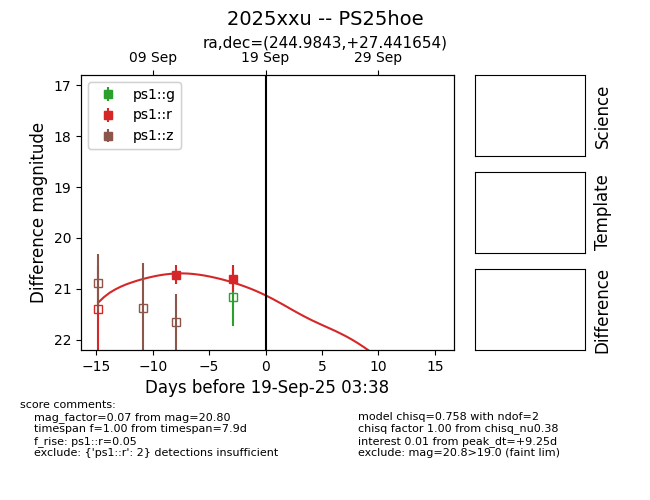 2025xxu -- PS25hoe
ra,dec=(244.9843,+27.441654)
09 Sep 19 Sep 29 Sep
17
18
19
20
21
22
Difference magnitude
ps1::g
ps1::r
ps1::z
−15 −10 −5 0 5 10 15
Days before 19-Sep-25 03:38
Science
Template
Difference
score comments:
mag_factor=0.07 from mag=20.80
timespan f=1.00 from timespan=7.9d
f_rise: ps1::r=0.05
exclude: {'ps1::r': 2} detections insufficient
model chisq=0.758 with ndof=2
chisq factor 1.00 from chisq_nu0.38
interest 0.01 from peak_dt=+9.25d
exclude: mag=20.8>19.0 (faint lim)